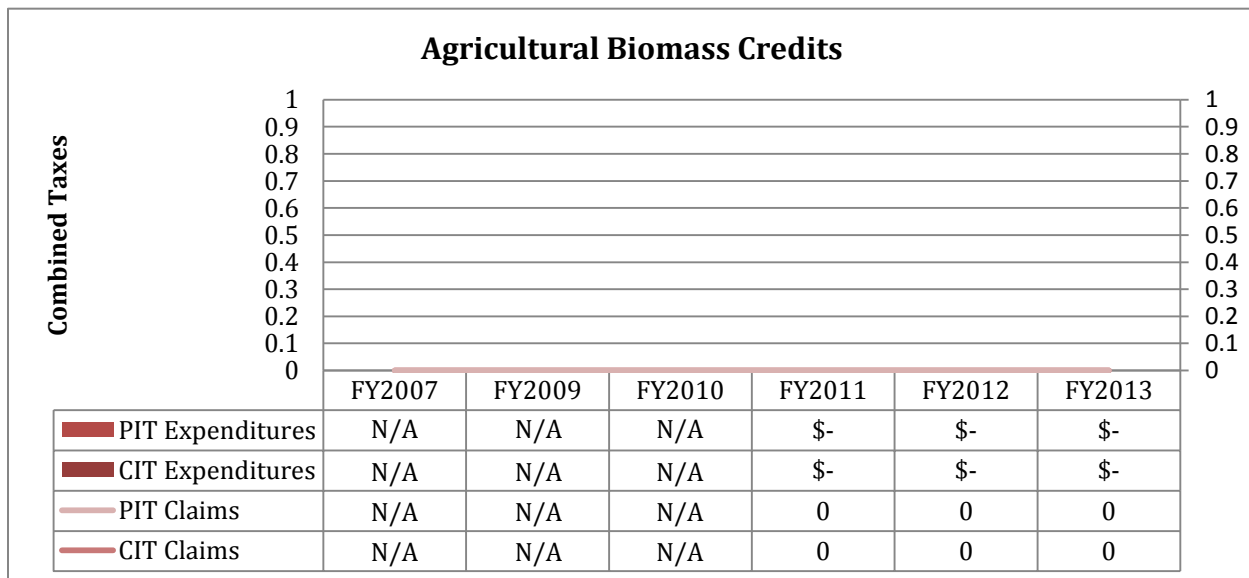 Agricultural Biomass Credits
Combined Taxes
1 1
0.9 0.9
0.8 0.8
0.7 0.7
0.6 0.6
0.5 0.5
0.4 0.4
0.3 0.3
0.2 0.2
0.1 0.1
0 0
FY2007 FY2009 FY2010 FY2011 FY2012 FY2013
PIT Expenditures N/A N/A N/A $- $- $-
CIT Expenditures N/A N/A N/A $- $- $-
PIT Claims N/A N/A N/A 0 0 0
CIT Claims N/A N/A N/A 0 0 0